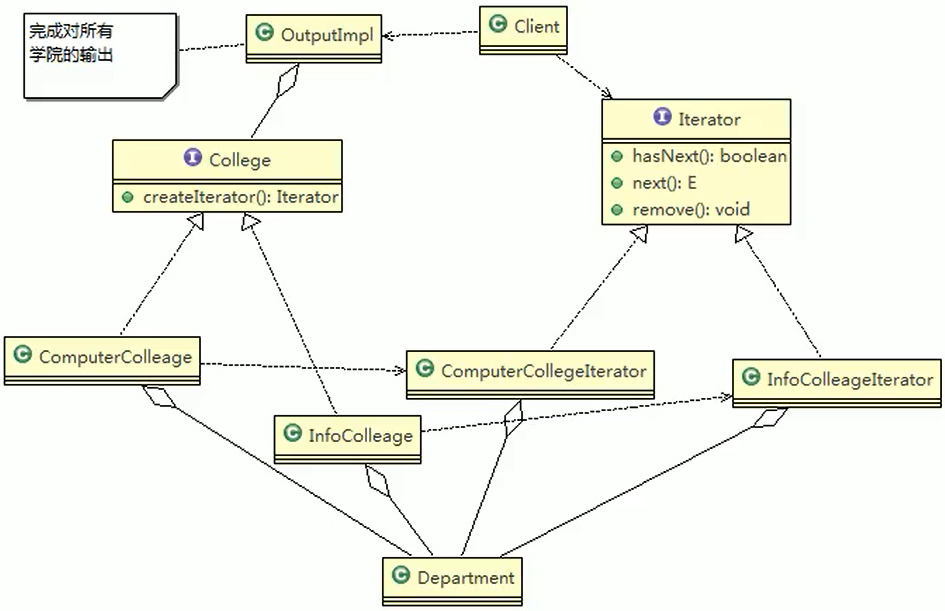 完成对所有
学院的输出
C OutputImpl
C Client
I Iterator
hasNext(): boolean
next(): E
remove(): void
I College
createIterator(): Iterator
C ComputerColleage
C ComputerCollegeIterator
C InfoColleageIterator
C InfoColleage
C Department